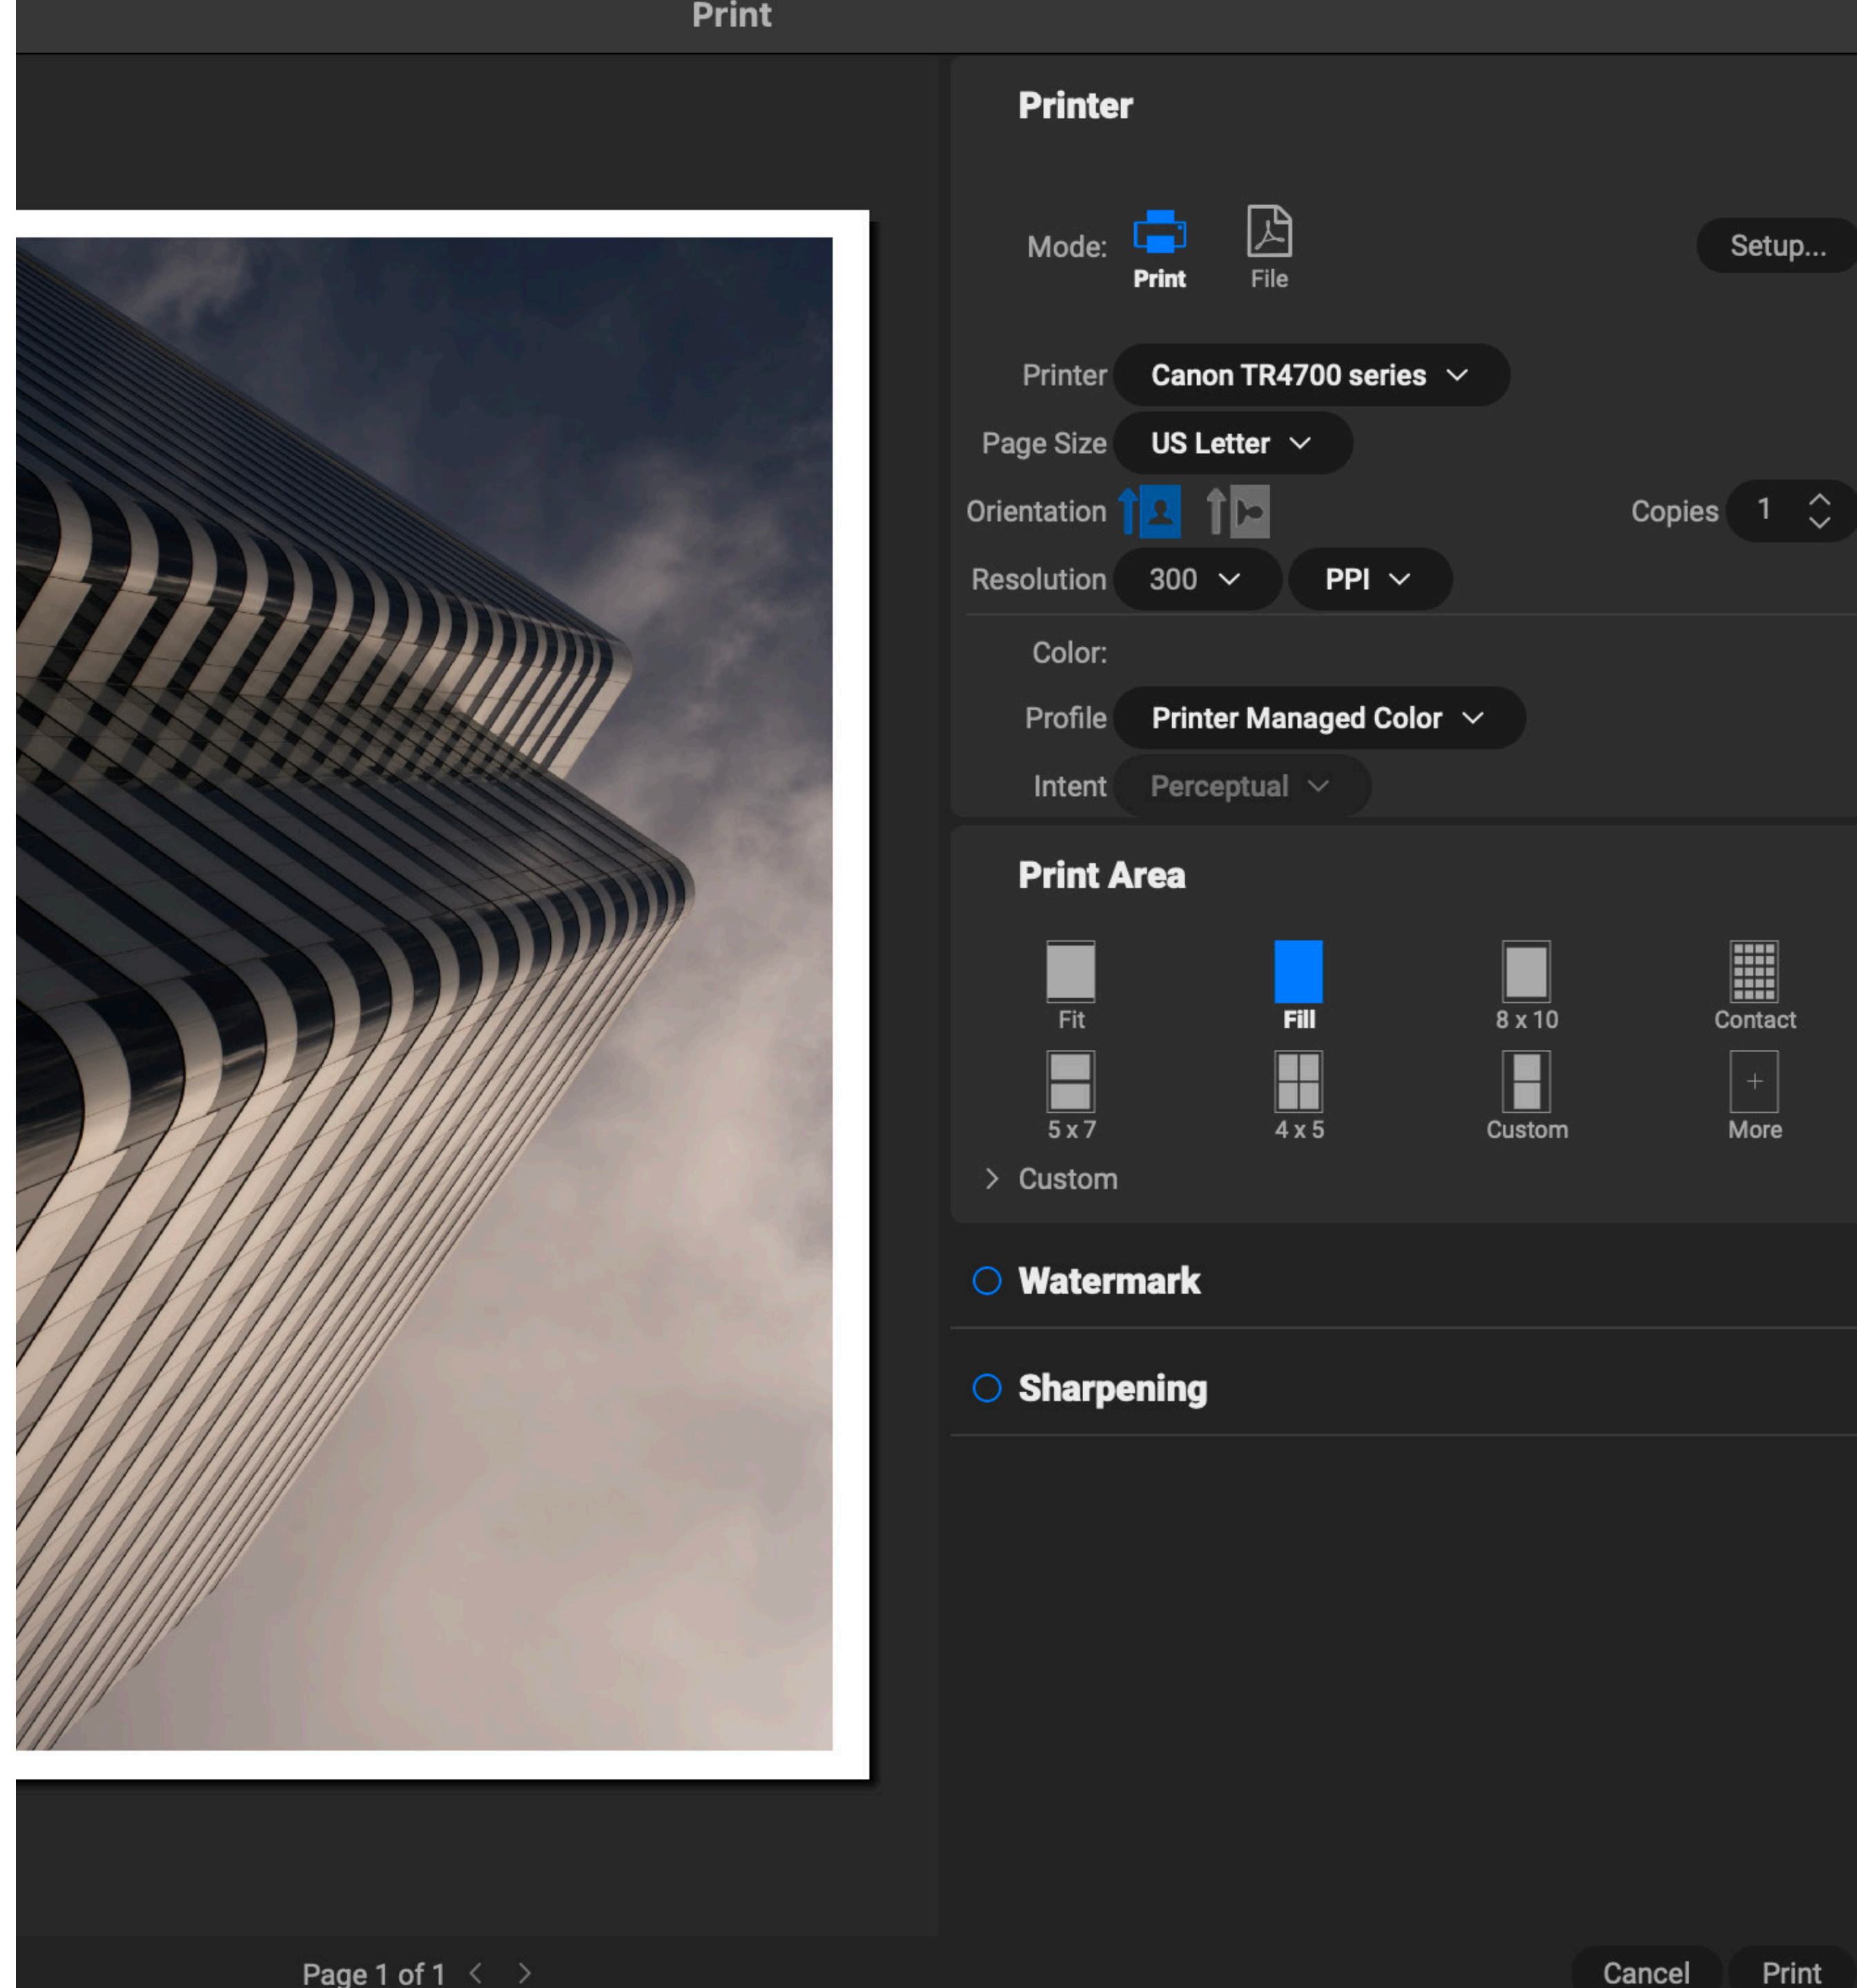 Print
Printer
Mode:
Print
File
Setup...
Printer Canon TR4700 series
Page Size US Letter
Orientation
Copies 1
Resolution 300 PPI
Color:
Profile Printer Managed Color
Intent Perceptual
Print Area
Fit Fill 8 x 10 Contact
5 x 7 4 x 5 Custom More
Custom
Watermark
Sharpening
Page 1 of 1
Cancel Print